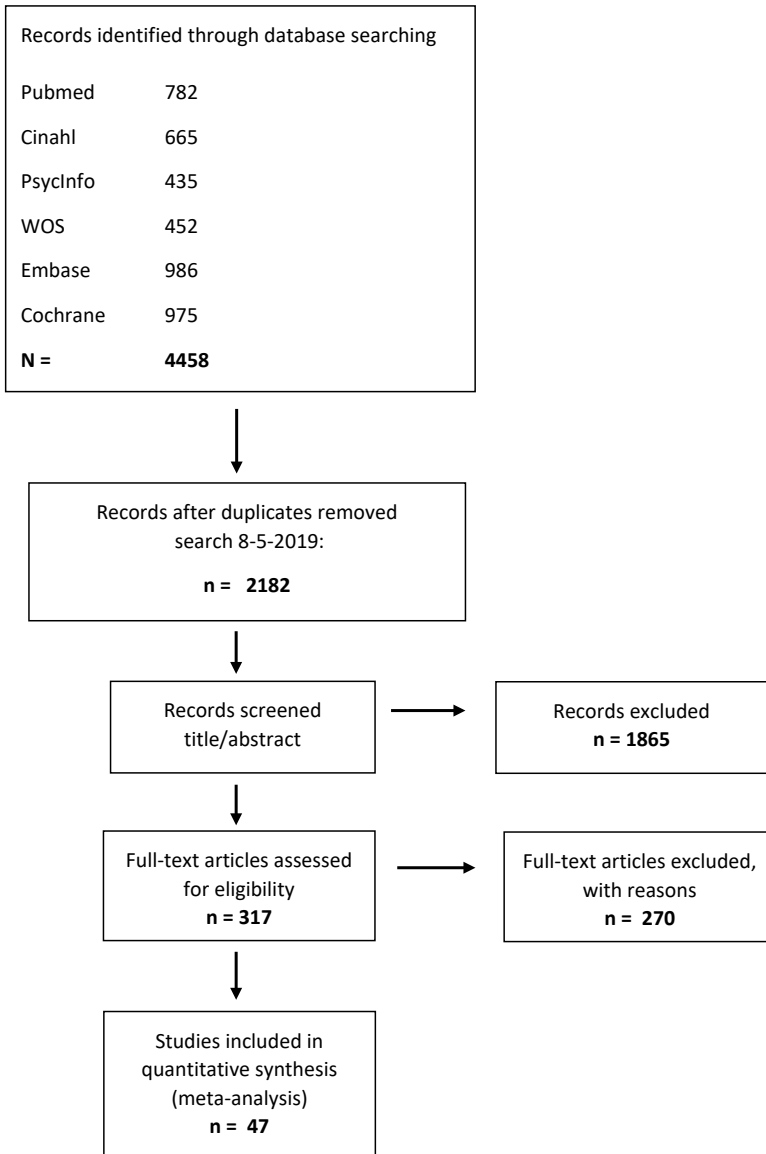 Records identified through database searching
Pubmed 782
Cinahl 665
PsycInfo 435
WOS 452
Embase 986
Cochrane 975
N = 4458
Records after duplicates removed
search 8-5-2019:
n = 2182
Records screened
title/abstract
Records excluded
n = 1865
Full-text articles assessed
for eligibility
n = 317
Full-text articles excluded,
with reasons
n = 270
Studies included in
quantitative synthesis
(meta-analysis)
n = 47